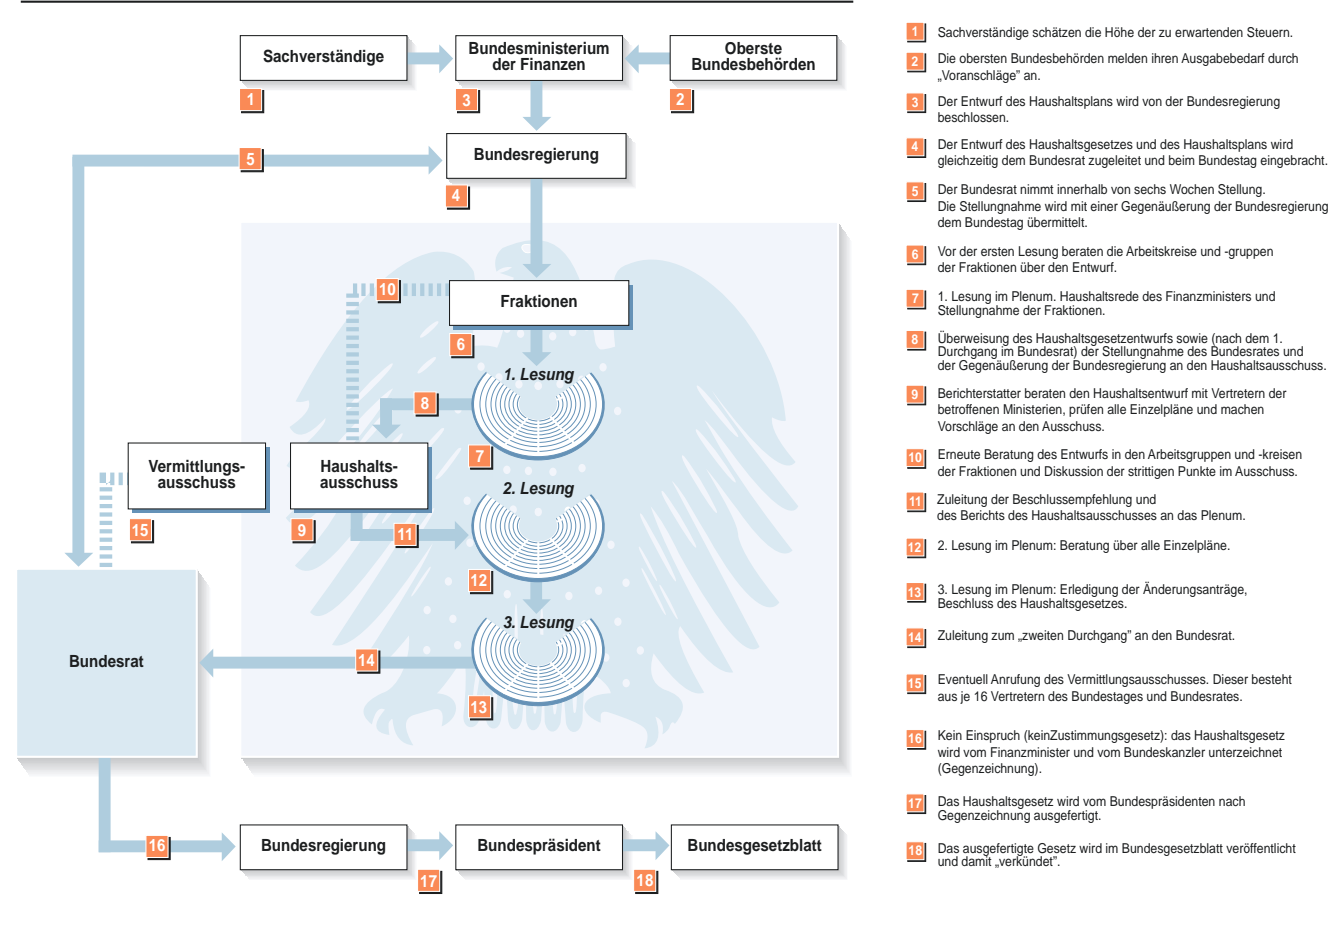 Sachverständige
Bundesministerium
der Finanzen
Oberste
Bundesbehörden
1
3
2
Bundesregierung
5
4
10
Fraktionen
6
1. Lesung
8
7
Vermittlungs-
ausschuss
Haushalts-
ausschuss
2. Lesung
15
9
11
12
3. Lesung
Bundesrat
14
13
16
Bundesregierung
Bundespräsident
Bundesgesetzblatt
17
18
1 Sachverständige schätzen die Höhe der zu erwartenden Steuern.
2 Die obersten Bundesbehörden melden ihren Ausgabebedarf durch
„Voranschläge” an.
3 Der Entwurf des Haushaltsplans wird von der Bundesregierung
beschlossen.
4 Der Entwurf des Haushaltsgesetzes und des Haushaltsplans wird
gleichzeitig dem Bundesrat zugeleitet und beim Bundestag eingebracht.
5 Der Bundesrat nimmt innerhalb von sechs Wochen Stellung.
Die Stellungnahme wird mit einer Gegenäußerung der Bundesregierung
dem Bundestag übermittelt.
6 Vor der ersten Lesung beraten die Arbeitskreise und -gruppen
der Fraktionen über den Entwurf.
7 1. Lesung im Plenum. Haushaltsrede des Finanzministers und
Stellungnahme der Fraktionen.
8 Überweisung des Haushaltsgesetzentwurfs sowie (nach dem 1.
Durchgang im Bundesrat) der Stellungnahme des Bundesrates und
der Gegenäußerung der Bundesregierung an den Haushaltsausschuss.
9 Berichterstatter beraten den Haushaltsentwurf mit Vertretern der
betroffenen Ministerien, prüfen alle Einzelpläne und machen
Vorschläge an den Ausschuss.
10 Erneute Beratung des Entwurfs in den Arbeitsgruppen und -kreisen
der Fraktionen und Diskussion der strittigen Punkte im Ausschuss.
11 Zuleitung der Beschlussempfehlung und
des Berichts des Haushaltsausschusses an das Plenum.
12 2. Lesung im Plenum: Beratung über alle Einzelpläne.
13 3. Lesung im Plenum: Erledigung der Änderungsanträge,
Beschluss des Haushaltsgesetzes.
14 Zuleitung zum „zweiten Durchgang” an den Bundesrat.
15 Eventuell Anrufung des Vermittlungsausschusses. Dieser besteht
aus je 16 Vertretern des Bundestages und Bundesrates.
16 Kein Einspruch (keinZustimmungsgesetz): das Haushaltsgesetz
wird vom Finanzminister und vom Bundeskanzler unterzeichnet
(Gegenzeichnung).
17 Das Haushaltsgesetz wird vom Bundespräsidenten nach
Gegenzeichnung ausgefertigt.
18 Das ausgefertigte Gesetz wird im Bundesgesetzblatt veröffentlicht
und damit „verkündet”.